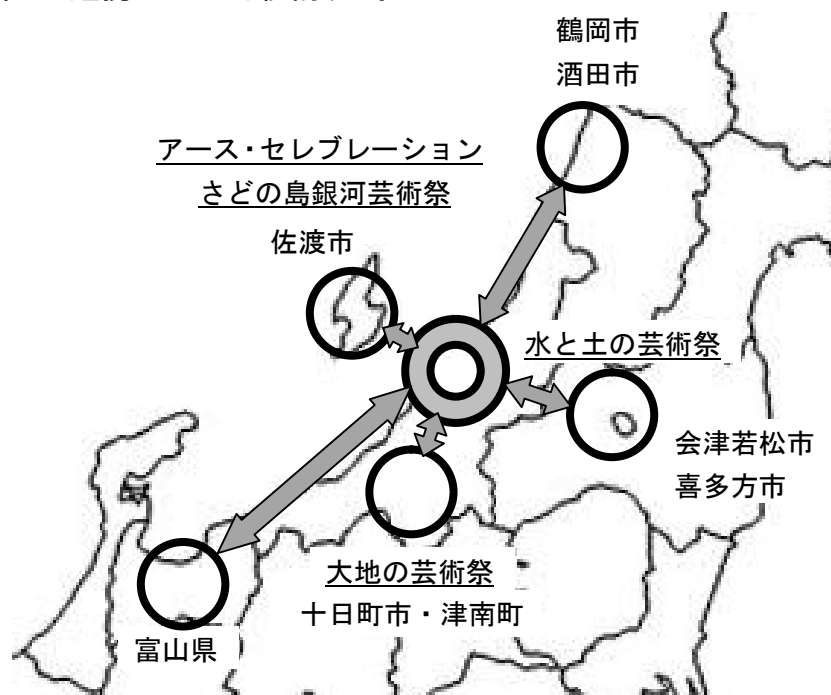 鶴岡市
酒田市
アース・セレブレーション
さどの島銀河芸術祭
佐渡市
水と土の芸術祭
会津若松市
喜多方市
大地の芸術祭
十日町市・津南町
富山県